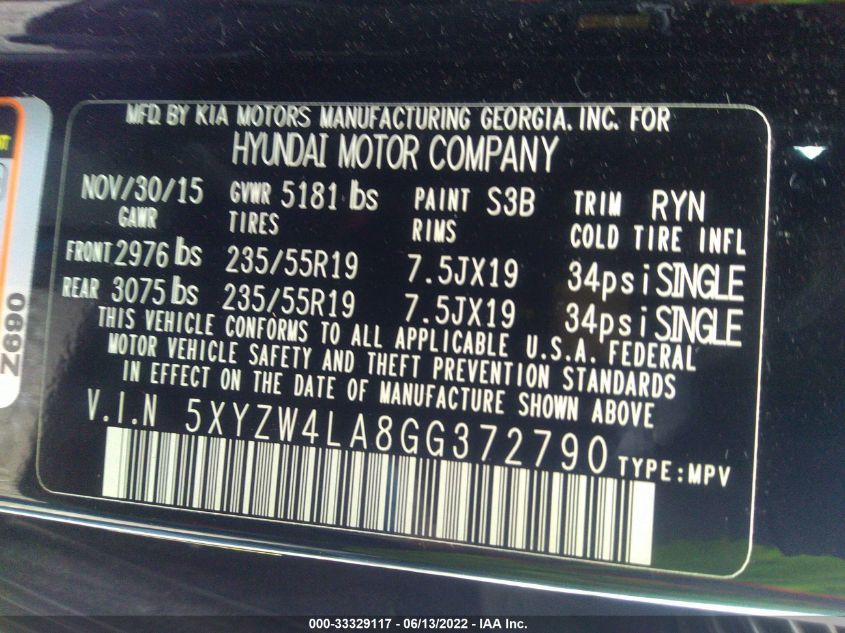 MFD. BY KIA MOTORS MANUFACTURING GEORGIA. INC. FOR
HYUNDAI MOTOR COMPANY
NOV/30/15 GVWR 5181 lbs PAINT S3B TRIM RYN
GAWR TIRES RIMS COLD TIRE INFL
FRONT 2976 lbs 235/55R19 7.5JX19 34psi SINGLE
REAR 3075 lbs 235/55R19 7.5JX19 34psi SINGLE
THIS VEHICLE CONFORMS TO ALL APPLICABLE U.S.A. FEDERAL
MOTOR VEHICLE SAFETY AND THEFT PREVENTION STANDARDS
IN EFFECT ON THE DATE OF MANUFACTURE SHOWN ABOVE
V.I.N 5XYZW4LA8GG372790 TYPE:MPV
Z690
000-33329117 - 06/13/2022 - IAA Inc.